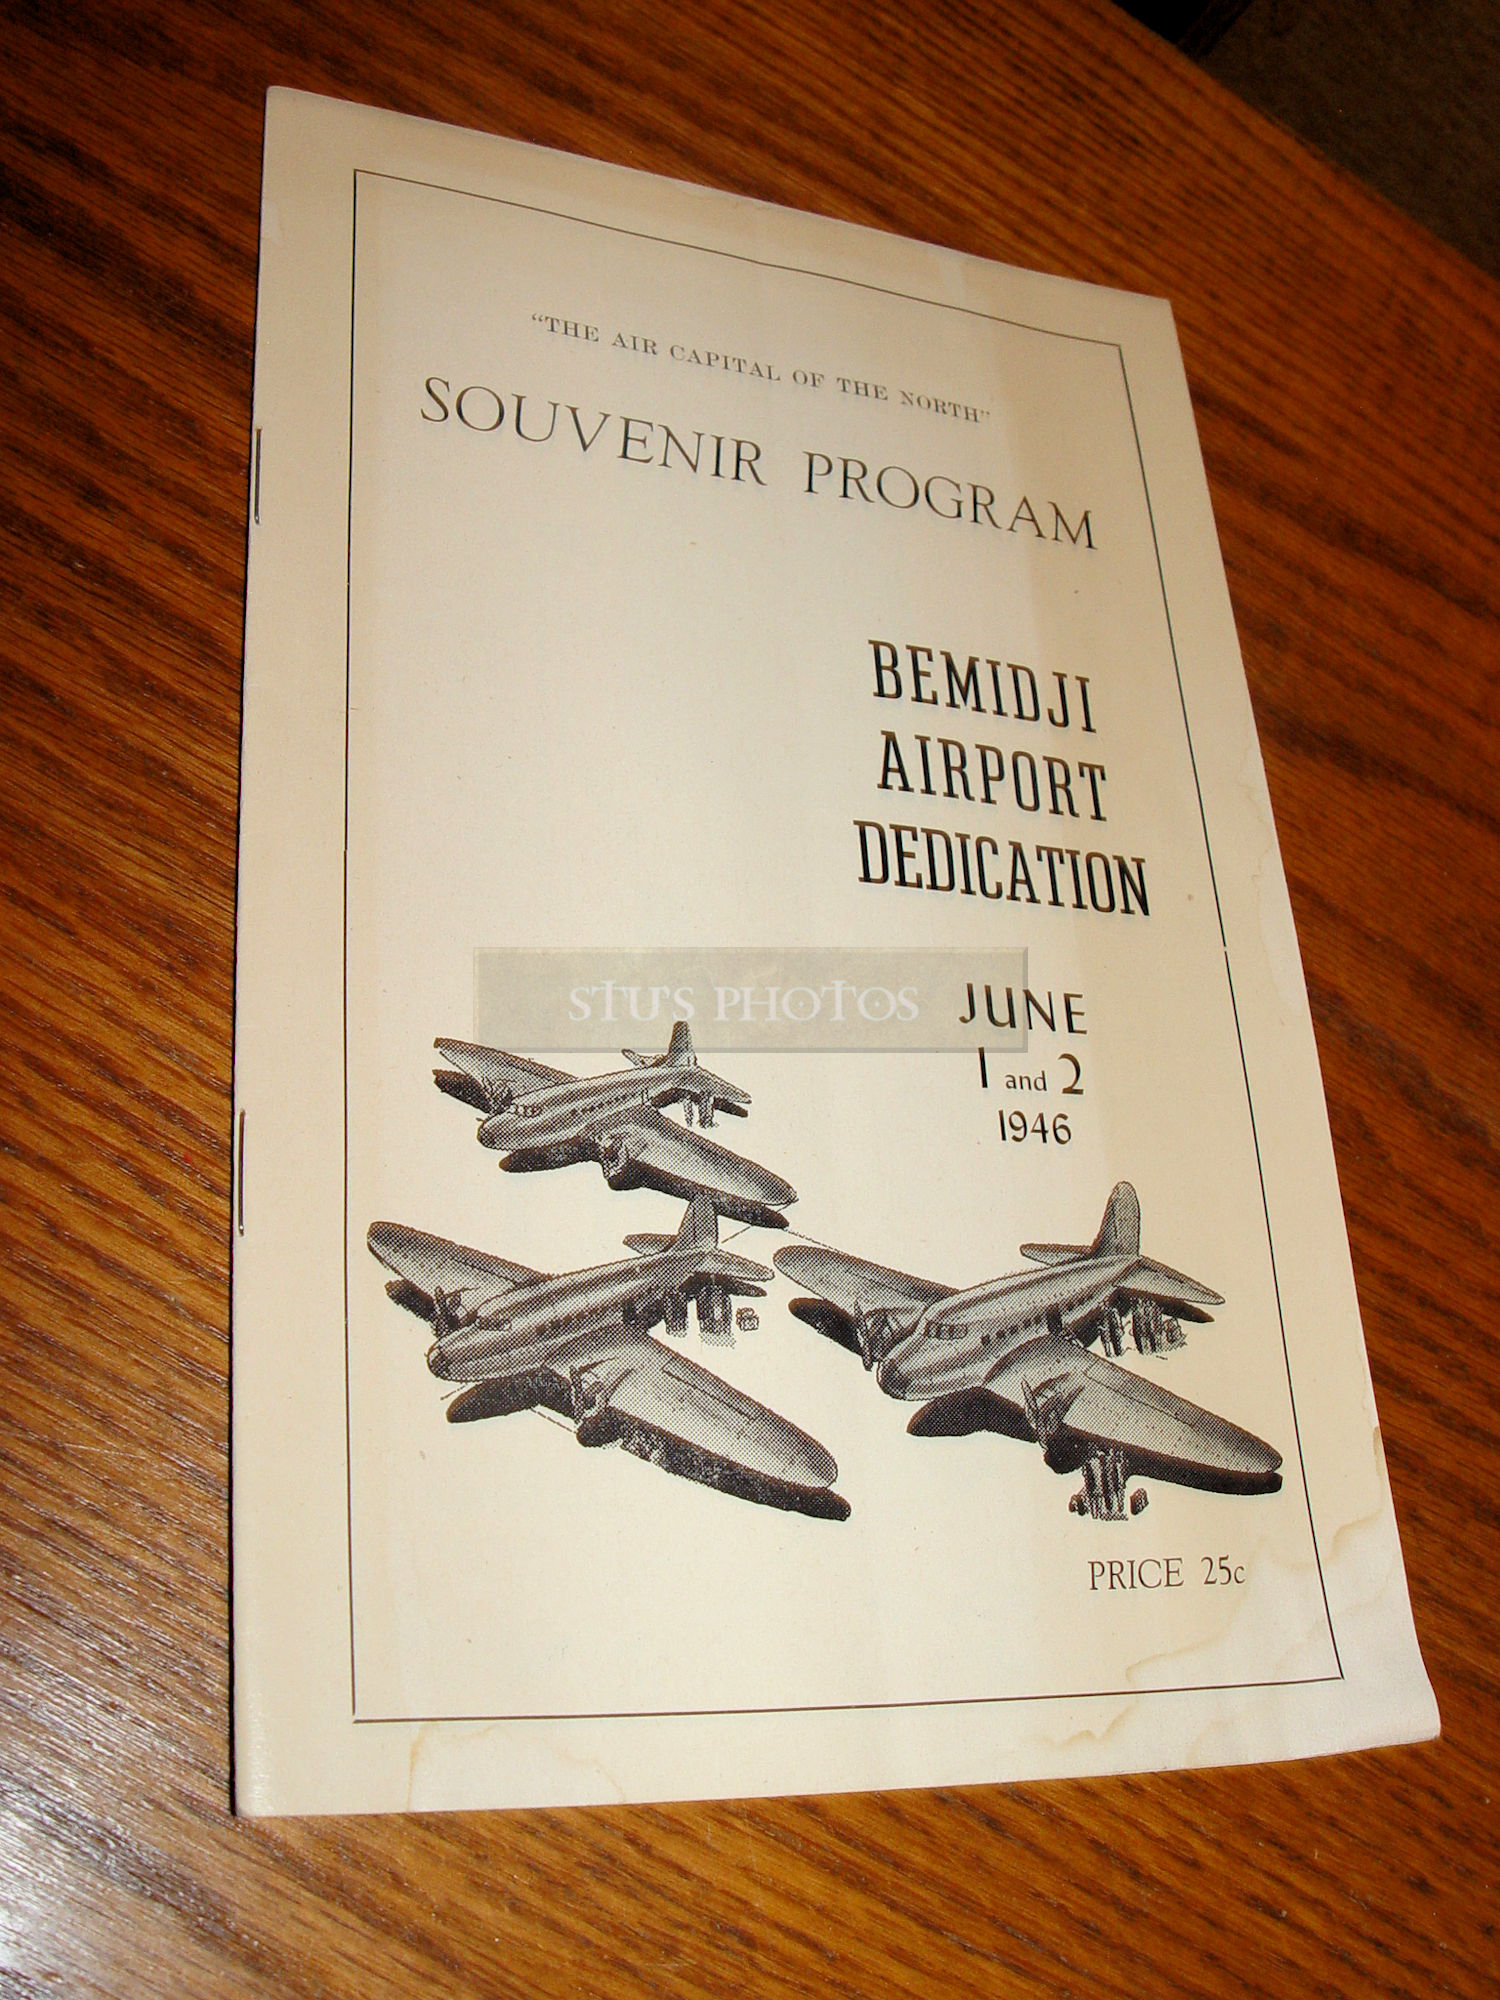 “THE AIR CAPITAL OF THE NORTH”
SOUVENIR PROGRAM
BEMIDJI
AIRPORT
DEDICATION
STU'S PHOTOS
JUNE
1 and 2
1946
PRICE 25c